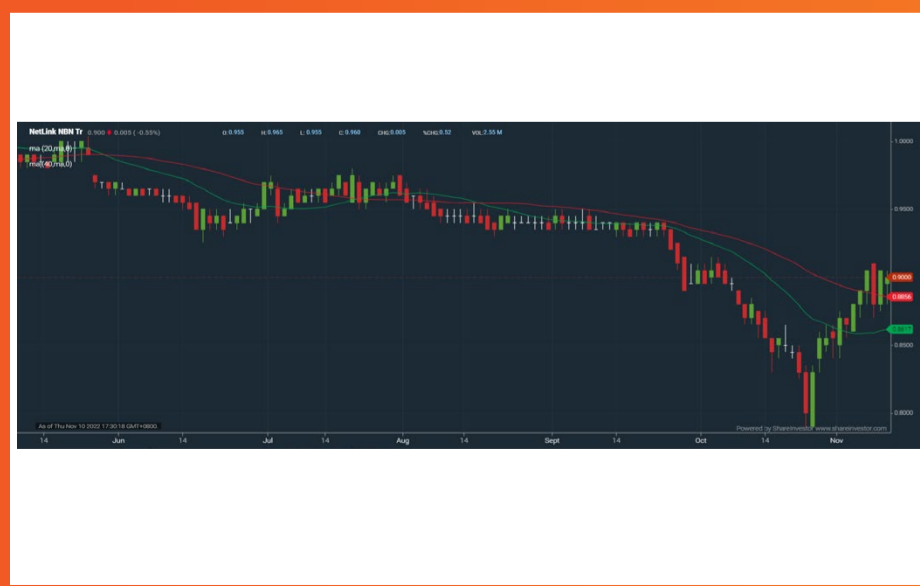 NetLink NBN Tr 0.900 0.005 ( -0.55%) O:0.955 H:0.965 L: 0.955 C: 0.960 CHG:0.005 %CHG:0.52 VOL:2.55 M
ma (20,ma,0)
ma (40,ma,0)
1.0000
0.9500
0.9000
0.8856
0.8617
0.8500
0.8000
As of Thu Nov 10 2022 17:30:18 GMT+0800
Powered by ShareInvestor www.shareinvestor.com
14 Jun 14 Jul 14 Aug 14 Sept 14 Oct 14 Nov